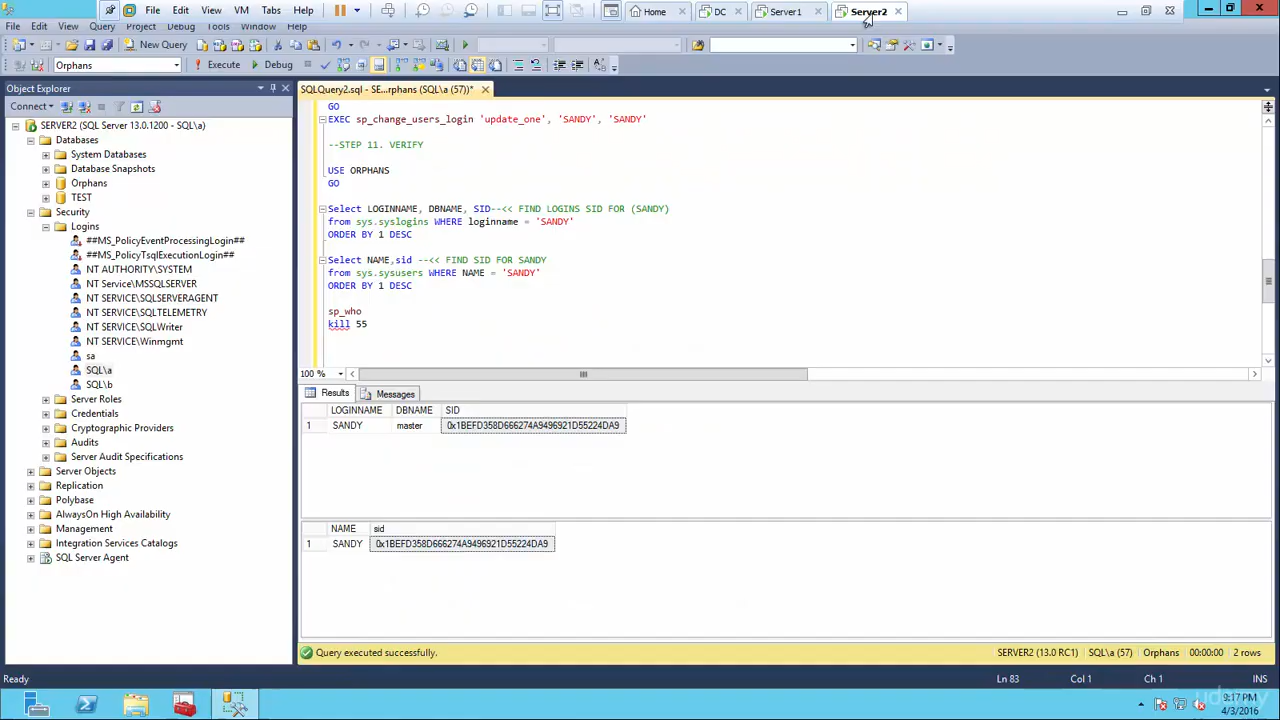 File Edit View VM Tabs Help
Home DC Server1 Server2
File Edit View Query Project Debug Tools Window Help
New Query
Orphans Execute Debug
Object Explorer
SQLQuery2.sql - SE...rphans (SQL\a (57))*
Connect
SERVER2 (SQL Server 13.0.1200 - SQL\a)
Databases
System Databases
Database Snapshots
Orphans
TEST
Security
Logins
##MS_PolicyEventProcessingLogin##
##MS_PolicyTsqlExecutionLogin##
NT AUTHORITY\SYSTEM
NT Service\MSSQLSERVER
NT SERVICE\SQLSERVERAGENT
NT SERVICE\SQLTELEMETRY
NT SERVICE\SQLWriter
NT SERVICE\Winmgmt
sa
SQL\a
SQL\b
Server Roles
Credentials
Cryptographic Providers
Audits
Server Audit Specifications
Server Objects
Replication
Polybase
AlwaysOn High Availability
Management
Integration Services Catalogs
SQL Server Agent
GO
EXEC sp_change_users_login 'update_one', 'SANDY', 'SANDY'
--STEP 11. VERIFY
USE ORPHANS
GO
Select LOGINNAME, DBNAME, SID--<< FIND LOGINS SID FOR (SANDY)
from sys.syslogins WHERE loginname = 'SANDY'
ORDER BY 1 DESC
Select NAME,sid --<< FIND SID FOR SANDY
from sys.sysusers WHERE NAME = 'SANDY'
ORDER BY 1 DESC
sp_who
kill 55
100 %
Results Messages
LOGINNAME DBNAME SID
1 SANDY master 0x1BEFD358D666274A9496921D55224DA9
NAME sid
1 SANDY 0x1BEFD358D666274A9496921D55224DA9
Query executed successfully. SERVER2 (13.0 RC1) SQL\a (57) Orphans 00:00:00 2 rows
Ready Ln 83 Col 1 Ch 1 INS
udemy
9:17 PM
4/3/2016